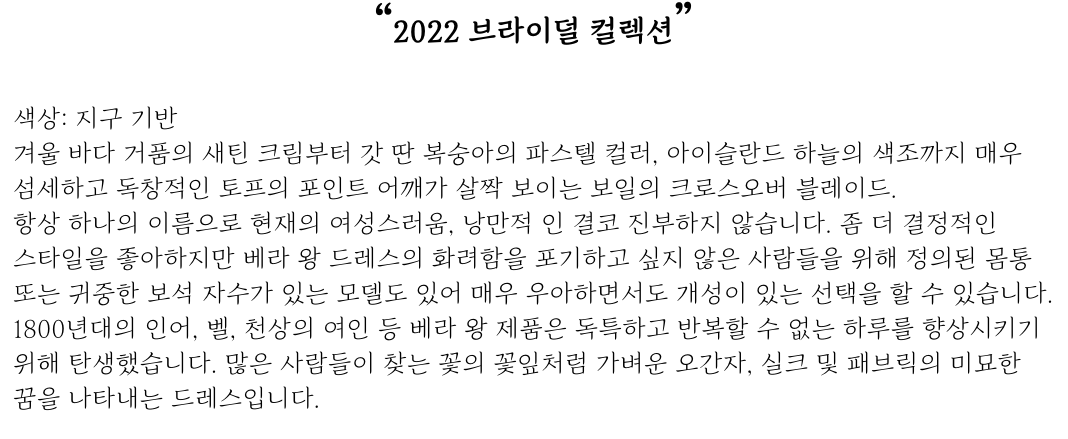 “2022 브라이덜 컬렉션”
색상: 지구 기반
겨울 바다 거품의 새틴 크림부터 갓 딴 복숭아의 파스텔 컬러, 아이슬란드 하늘의 색조까지 매우
섬세하고 독창적인 토프의 포인트 어깨가 살짝 보이는 보일의 크로스오버 블레이드.
항상 하나의 이름으로 현재의 여성스러움, 낭만적 인 결코 진부하지 않습니다. 좀 더 결정적인
스타일을 좋아하지만 베라 왕 드레스의 화려함을 포기하고 싶지 않은 사람들을 위해 정의된 몸통
또는 귀중한 보석 자수가 있는 모델도 있어 매우 우아하면서도 개성이 있는 선택을 할 수 있습니다.
1800년대의 인어, 벨, 천상의 여인 등 베라 왕 제품은 독특하고 반복할 수 없는 하루를 향상시키기
위해 탄생했습니다. 많은 사람들이 찾는 꽃의 꽃잎처럼 가벼운 오간자, 실크 및 패브릭의 미묘한
꿈을 나타내는 드레스입니다.